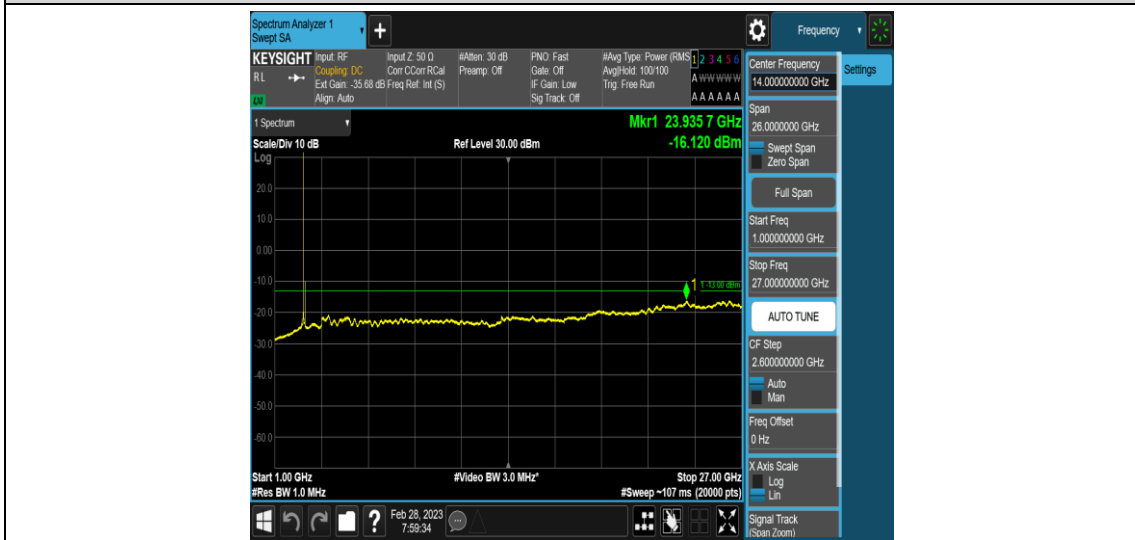 Spectrum Analyzer 1
Swept SA
+
Frequency
KEYSIGHT
RL
LXI
Input: RF
Coupling: DC
Ext Gain: -35.68 dB
Align: Auto
Input Z: 50 Ω
Corr CCorr RCal
Freq Ref: Int (S)
#Atten: 30 dB
Preamp: Off
PNO: Fast
Gate: Off
IF Gain: Low
Sig Track: Off
#Avg Type: Power (RMS
Avg|Hold: 100/100
Trig: Free Run
1 2 3 4 5 6
A W W W W W
A A A A A A
1 Spectrum
Mkr1 23.935 7 GHz
-16.120 dBm
Scale/Div 10 dB
Ref Level 30.00 dBm
Log
20.0
10.0
0.00
-10.0
-20.0
-30.0
-40.0
-50.0
-60.0
1
1 -13.00 dBm
Start 1.00 GHz
#Video BW 3.0 MHz*
Stop 27.00 GHz
#Res BW 1.0 MHz
#Sweep ~107 ms (20000 pts)
?
Feb 28, 2023
7:59:34
Center Frequency
14.000000000 GHz
Settings
Span
26.0000000 GHz
Swept Span
Zero Span
Full Span
Start Freq
1.000000000 GHz
Stop Freq
27.000000000 GHz
AUTO TUNE
CF Step
2.600000000 GHz
Auto
Man
Freq Offset
0 Hz
X Axis Scale
Log
Lin
Signal Track
(Span Zoom)